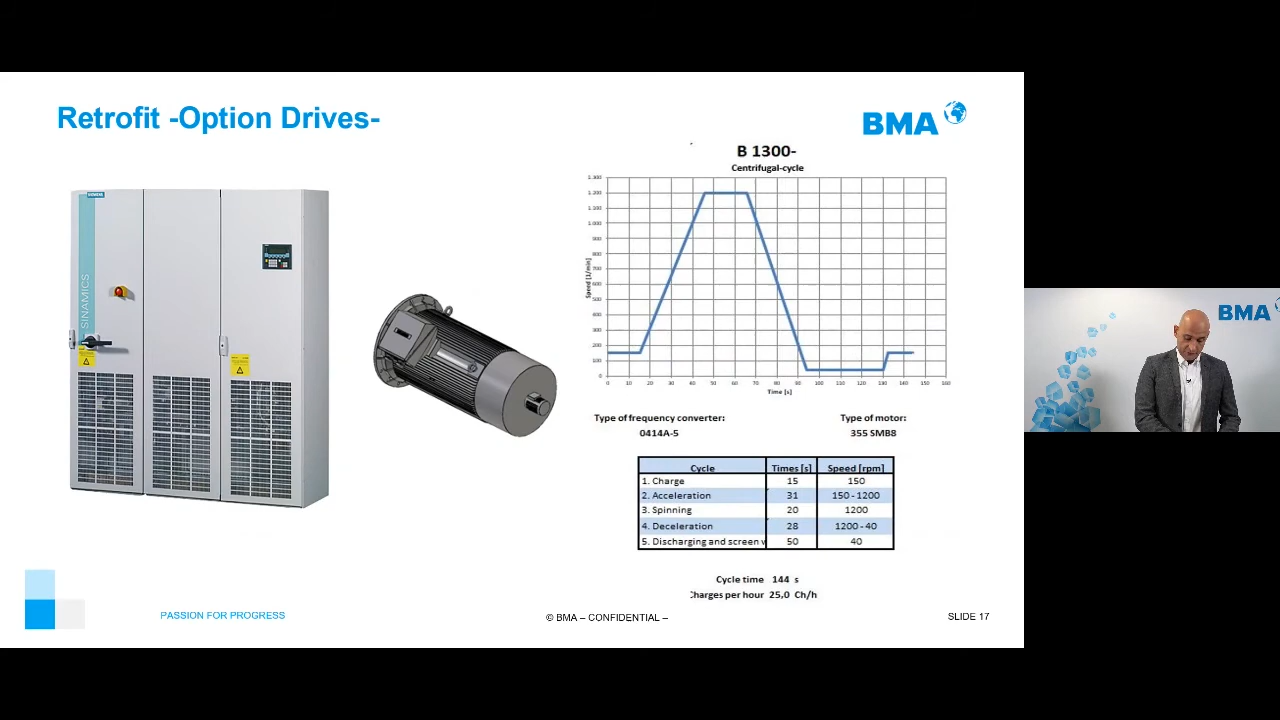 Retrofit -Option Drives-
BMA
SIEMENS
SINAMICS
B 1300-
Centrifugal-cycle
Speed [1/min]
1.300
1.200
1.100
1.000
900
800
700
600
500
400
300
200
100
0
0 10 20 30 40 50 60 70 80 90 100 110 120 130 140 150 160
Time [s]
Type of frequency converter: Type of motor:
0414A-5 355 SMB8
Cycle Times [s] Speed [rpm]
1. Charge 15 150
2. Acceleration 31 150 - 1200
3. Spinning 20 1200
4. Deceleration 28 1200 - 40
5. Discharging and screen w 50 40
Cycle time 144 s
Charges per hour 25,0 Ch/h
PASSION FOR PROGRESS
© BMA – CONFIDENTIAL –
SLIDE 17
BMA